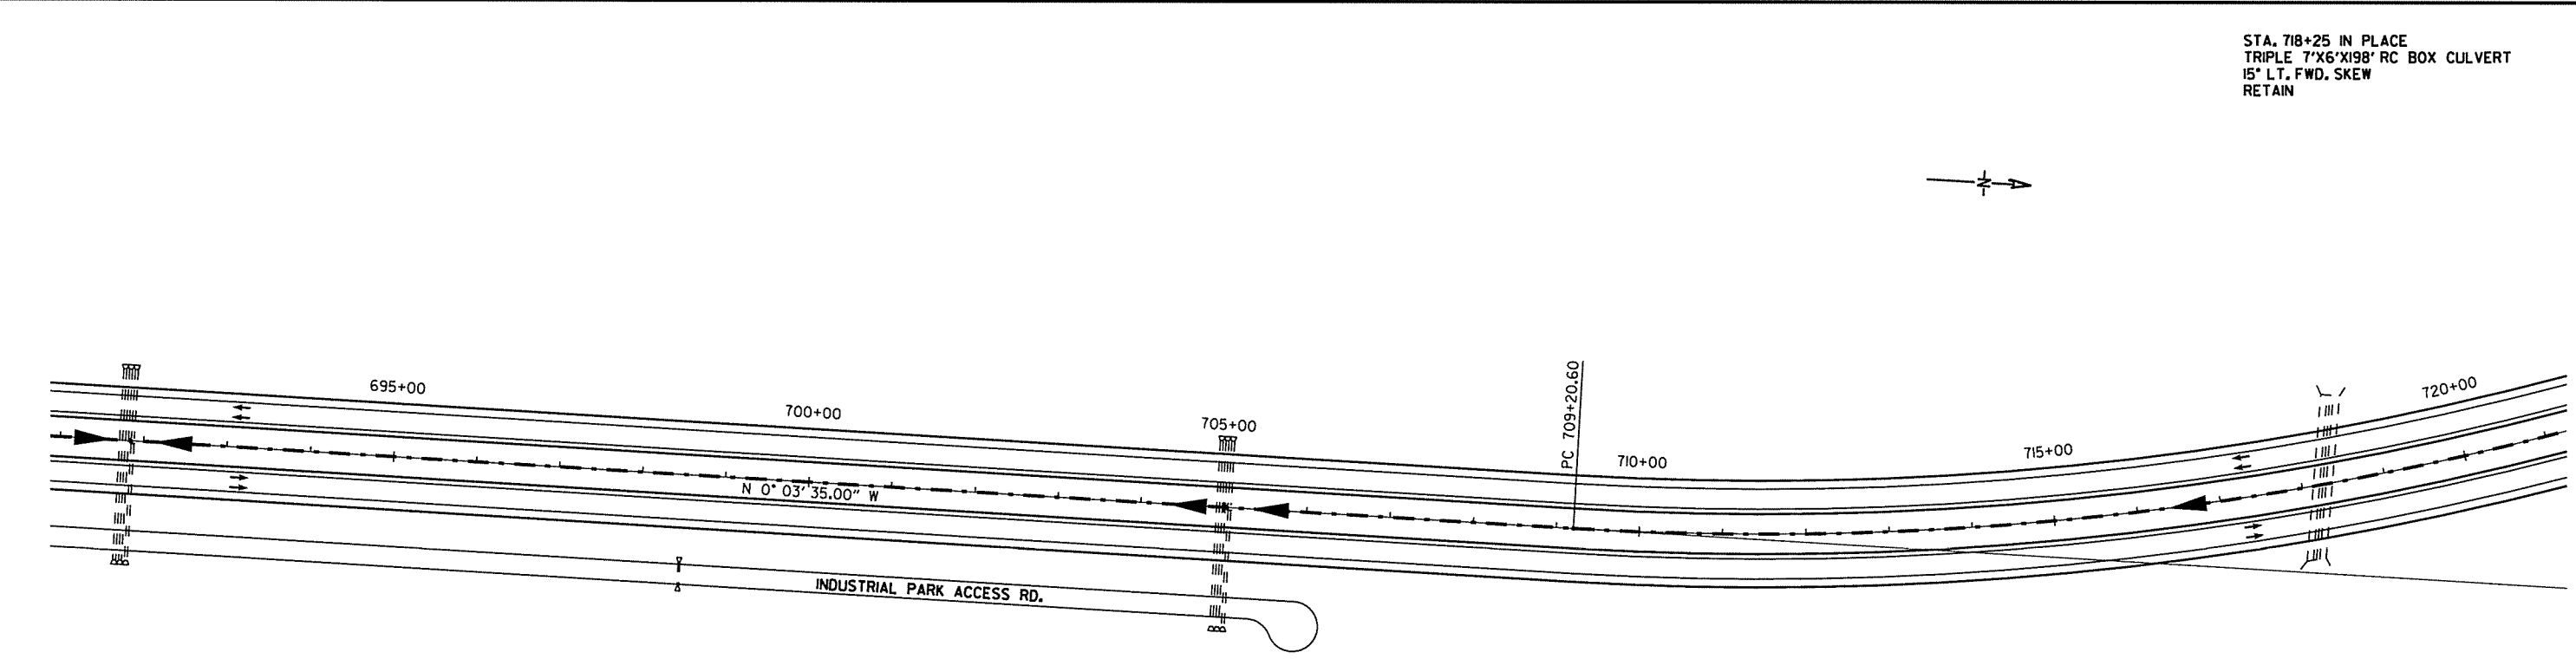 STA. 718+25 IN PLACE
TRIPLE 7'X6'X198' RC BOX CULVERT
15° LT. FWD. SKEW
RETAIN
N
695+00
700+00
705+00
PC 709+20.60
710+00
715+00
720+00
N 0° 03' 35.00" W
INDUSTRIAL PARK ACCESS RD.